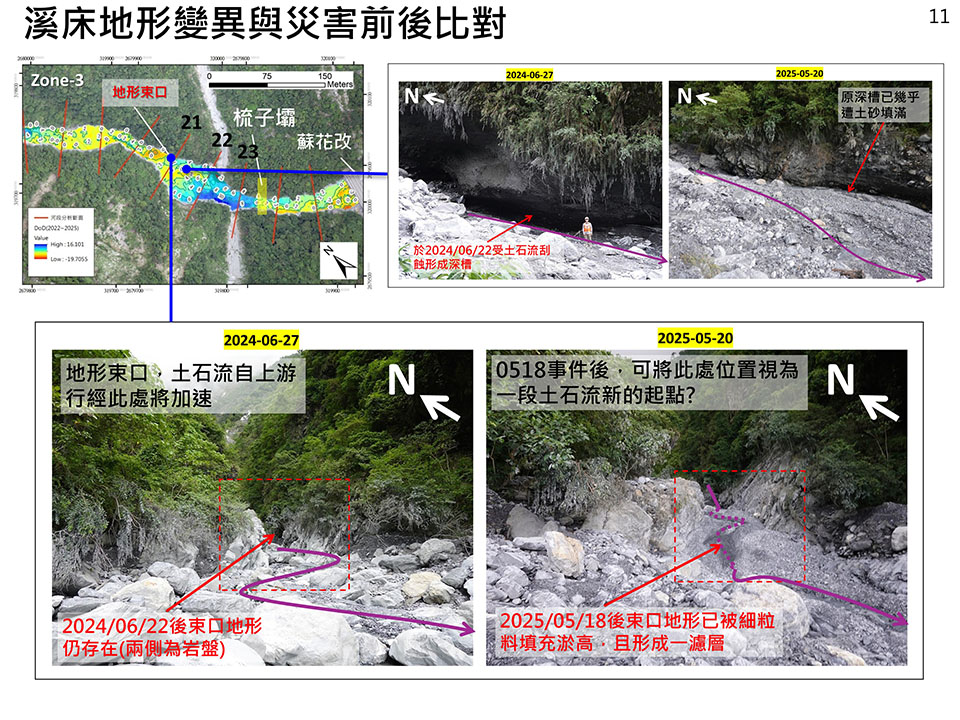 溪床地形變異與災害前後比對
11
Zone-3
地形束口
0 75 150
Meters
21
22
23
梳子壩
蘇花改
河段分析斷面
DoD(2022~2025)
Value
High : 16.101
Low : -19.7055
N
2024-06-27
N
於2024/06/22受土石流刮
蝕形成深槽
2025-05-20
N
原深槽已幾乎
遭土砂填滿
2024-06-27
地形束口，土石流自上游
行經此處將加速
N
2024/06/22後束口地形
仍存在(兩側為岩盤)
2025-05-20
0518事件後，可將此處位置視為
一段土石流新的起點?
N
2025/05/18後束口地形已被細粒
料填充淤高，且形成一濾層